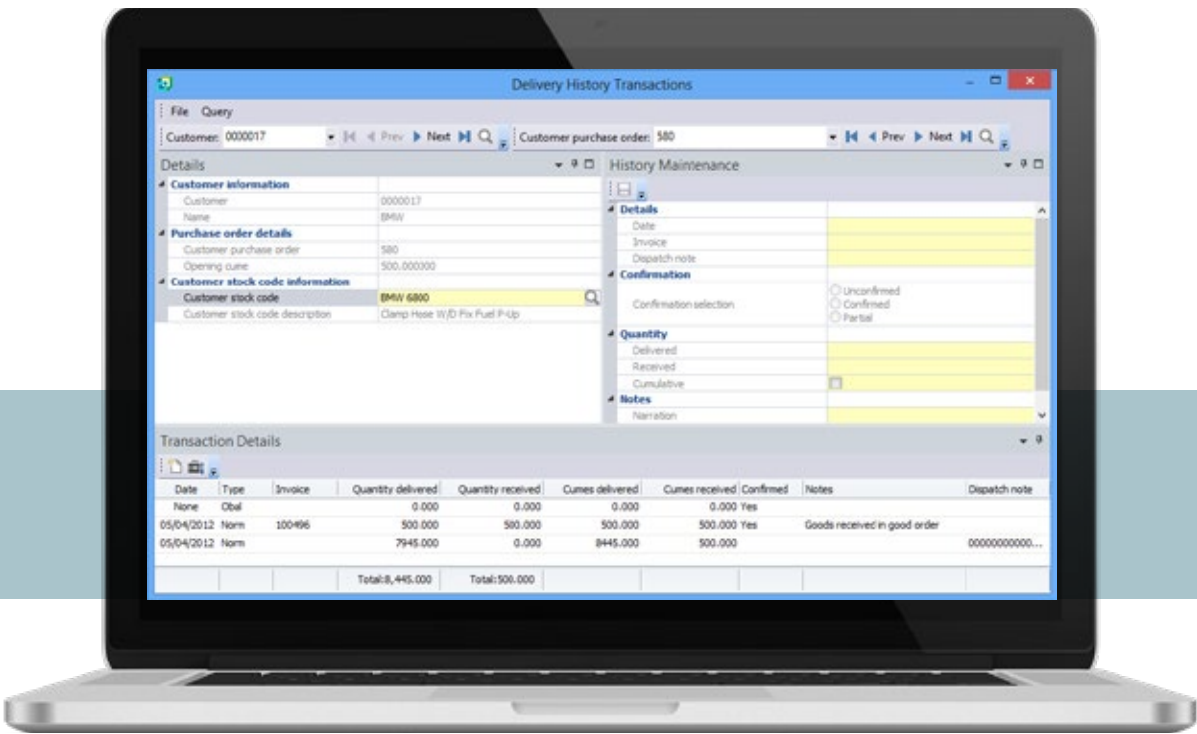 Delivery History Transactions
File Query
Customer: 0000017 Prev Next Customer purchase order: 580 Prev Next
Details
Customer information
Customer 0000017
Name BMW
Purchase order details
Customer purchase order 580
Opening cume 500.000000
Customer stock code information
Customer stock code BMW 6800
Customer stock code description Clamp Hose W/D Fix Fuel P-Up
History Maintenance
Details
Date
Invoice
Dispatch note
Confirmation
Confirmation selection
Unconfirmed
Confirmed
Partial
Quantity
Delivered
Received
Cumulative
Notes
Narration
Transaction Details
Date Type Invoice Quantity delivered Quantity received Cumes delivered Cumes received Confirmed Notes Dispatch note
None Obal 0.000 0.000 0.000 0.000 Yes
05/04/2012 Norm 100496 500.000 500.000 500.000 500.000 Yes Goods received in good order
05/04/2012 Norm 7945.000 0.000 8445.000 500.000 00000000000...
Total:8,445.000 Total:500.000